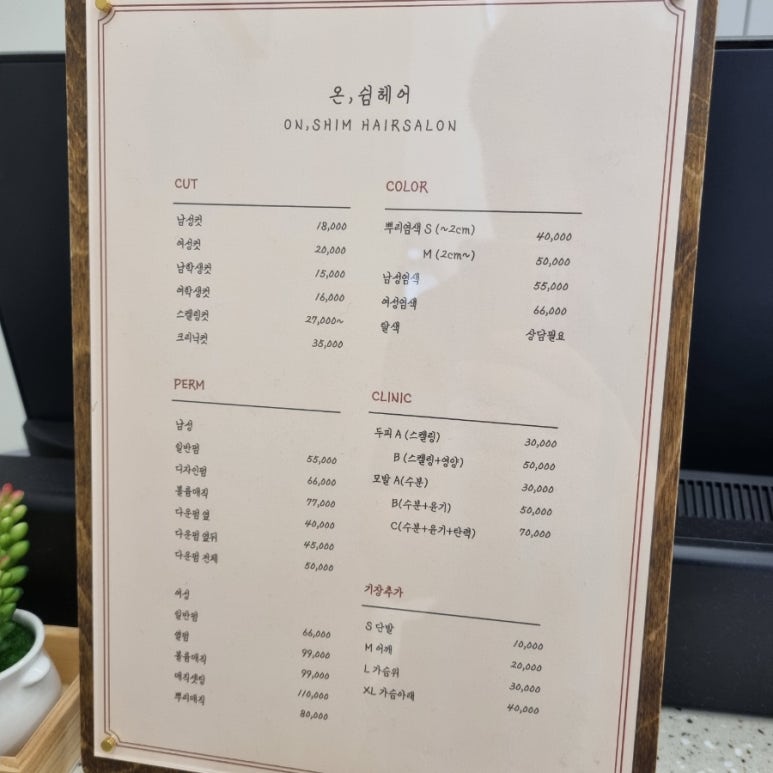 온,쉼헤어
ON,SHIM HAIRSALON
CUT
남성컷 18,000
여성컷 20,000
남학생컷 15,000
여학생컷 16,000
스켈링컷 27,000~
크리닉컷 35,000
COLOR
뿌리염색 S (~2cm) 40,000
M (2cm~) 50,000
남성염색 55,000
여성염색 66,000
탈색 상담필요
PERM
남성
일반펌 55,000
디자인펌 66,000
볼륨매직 77,000
다운펌 옆 40,000
다운펌 옆뒤 45,000
다운펌 전체 50,000
여성
일반펌 66,000
열펌 99,000
볼륨매직 99,000
매직셋팅 110,000
뿌리매직 80,000
CLINIC
두피 A (스켈링) 30,000
B (스켈링+영양) 50,000
모발 A(수분) 30,000
B(수분+윤기) 50,000
C(수분+윤기+탄력) 70,000
기장추가
S 단발 10,000
M 어깨 20,000
L 가슴위 30,000
XL 가슴아래 40,000